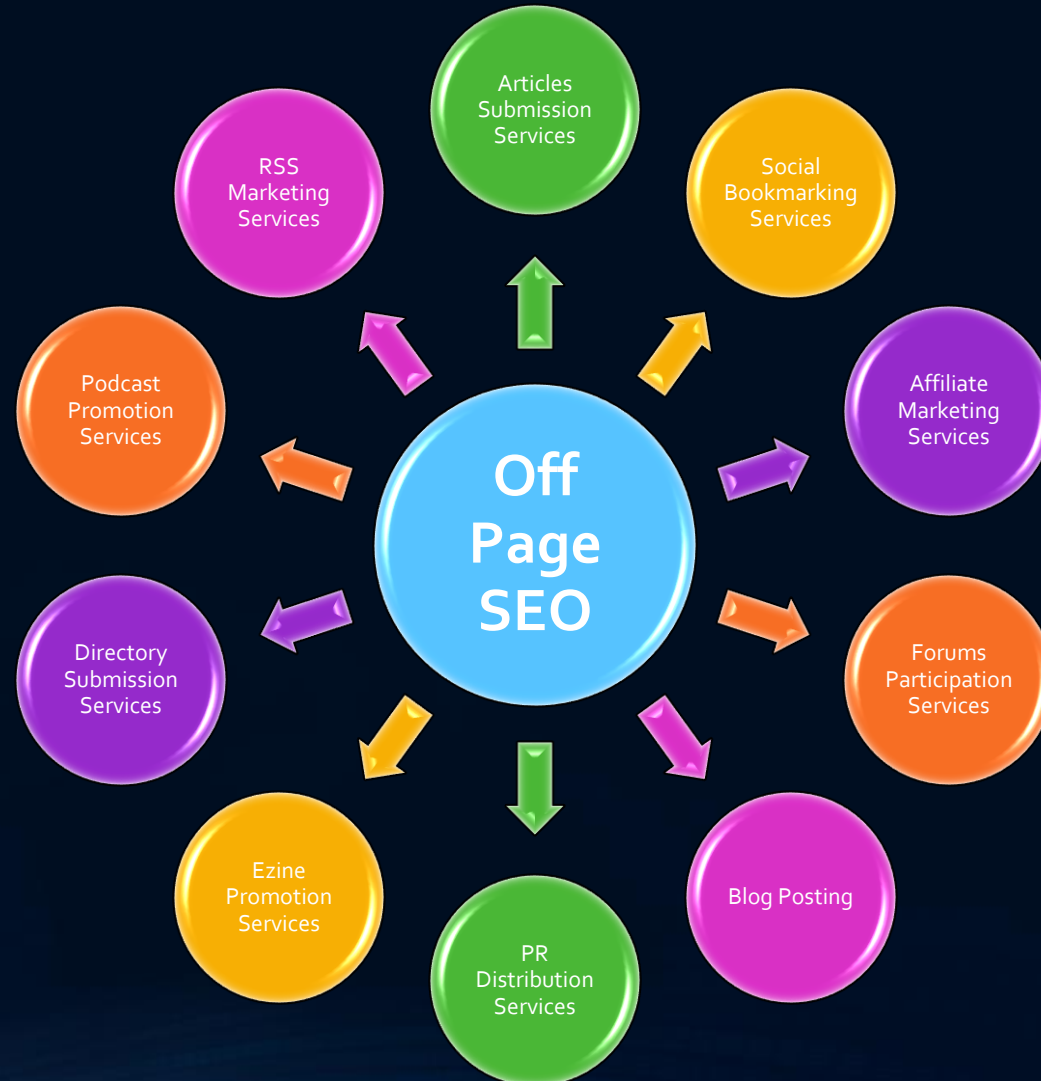 Articles
Submission
Services
Social
Bookmarking
Services
Affiliate
Marketing
Services
Forums
Participation
Services
Blog Posting
PR
Distribution
Services
Ezine
Promotion
Services
Directory
Submission
Services
Podcast
Promotion
Services
RSS
Marketing
Services
Off
Page
SEO